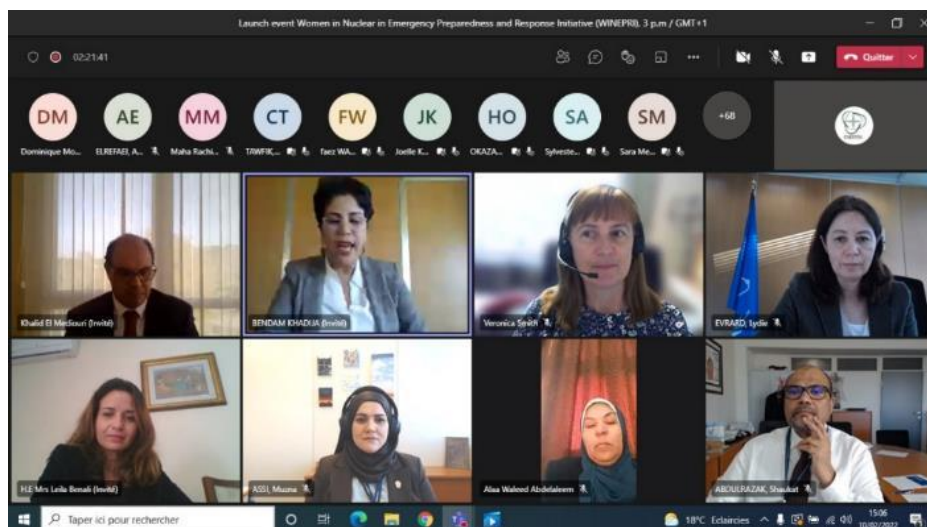 Launch event Women in Nuclear in Emergency Preparedness and Response Initiative (WINEPRI). 3 p.m / GMT+1
02:21:41
Quitter
DM
AE
MM
CT
FW
JK
HO
SA
SM
+68
Dominique Mo...
ELREFAEI, A...
Maha Rachi...
TAWFIK,...
faez WA...
Joelle K...
OKAZA...
Sylveste...
Sara Me...
Khalid El Mediouri (Invité)
BENDAM KHADIJA (Invité)
Veronica Smith
EVRARD, Lydie
H.E Mrs Leila Benali (Invité)
ASSI, Muzna
Alaa Waleed Abdelaleem
ABDULRAZAK, Shaukat
Taper ici pour rechercher
18°C Eclaircies
15:06
10/02/2022